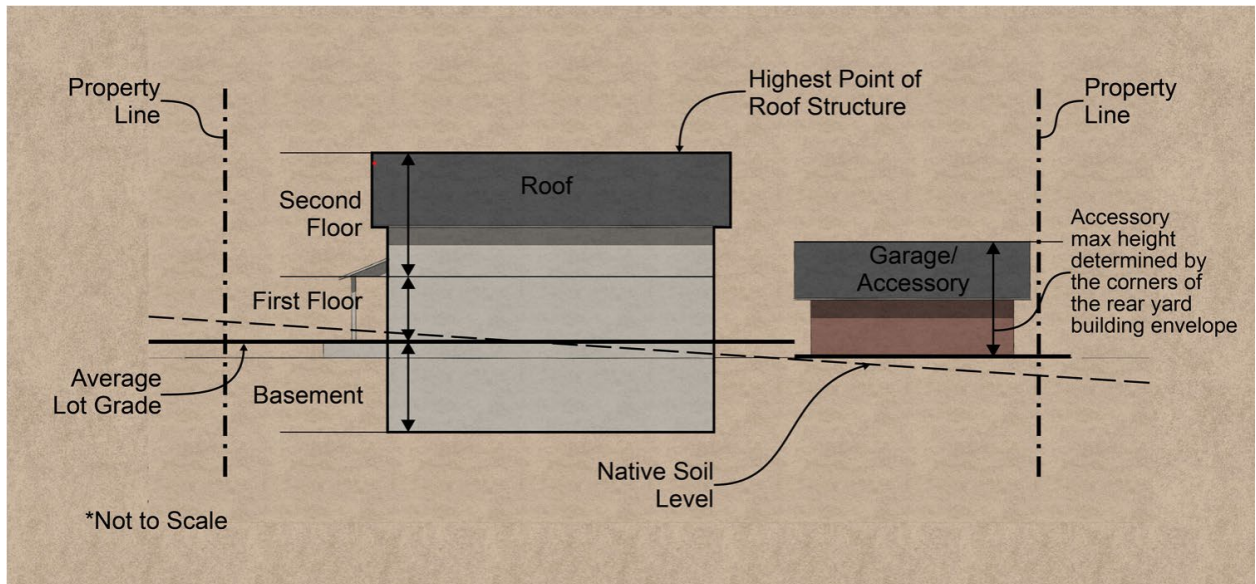 Property
Line
Highest Point of
Roof Structure
Property
Line
Roof
Second
Floor
Garage/
Accessory
Accessory
max height
determined by
the corners of
the rear yard
building envelope
First Floor
Average
Lot Grade
Basement
Native Soil
Level
*Not to Scale